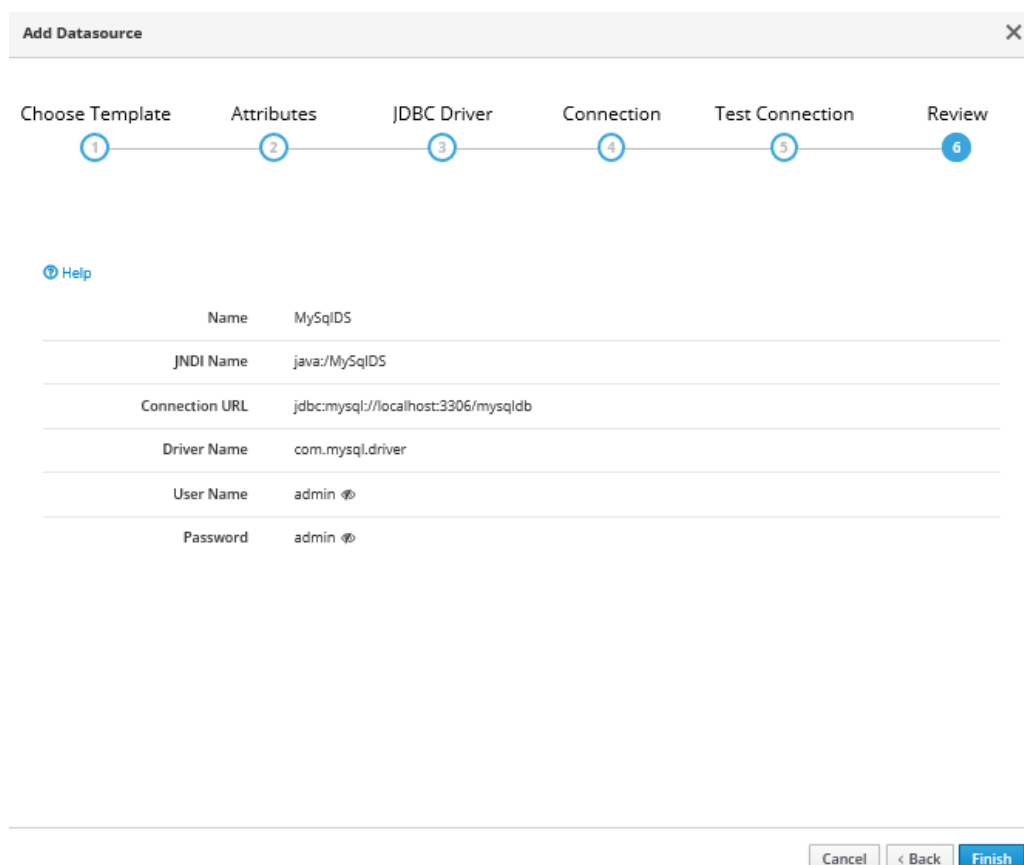 Add Datasource
Choose Template Attributes JDBC Driver Connection Test Connection Review
1 2 3 4 5 6
Help
Name MySqlDS
JNDI Name java:/MySqlDS
Connection URL jdbc:mysql://localhost:3306/mysqldb
Driver Name com.mysql.driver
User Name admin
Password admin
Cancel < Back Finish